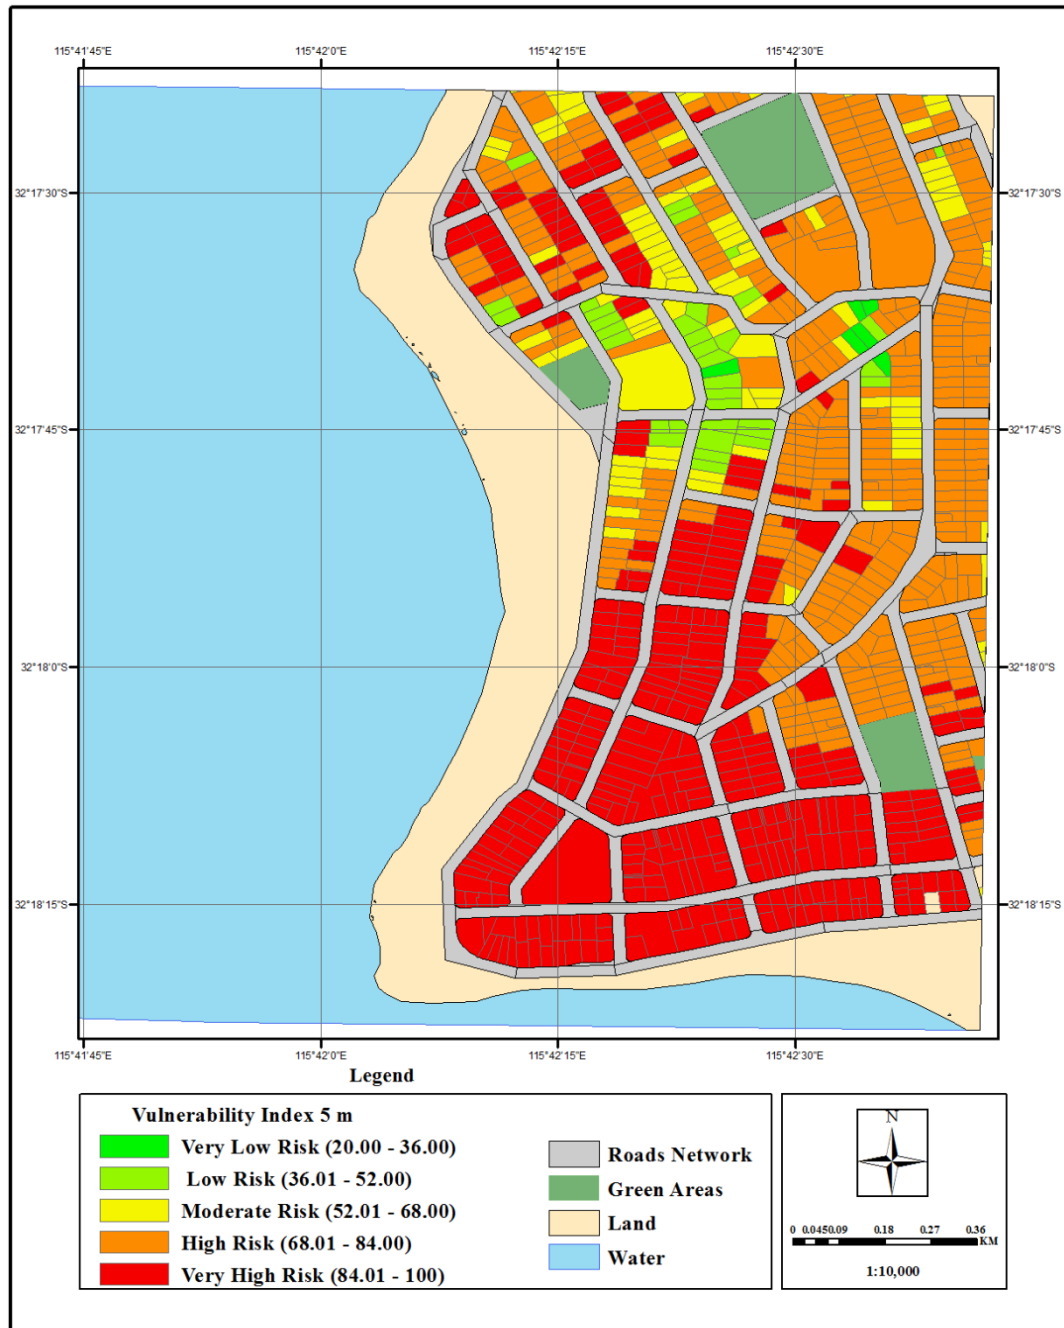 115°41'45"E 115°42'0"E 115°42'15"E 115°42'30"E
32°17'30"S 32°17'30"S
32°17'45"S 32°17'45"S
32°18'0"S 32°18'0"S
32°18'15"S 32°18'15"S
115°41'45"E 115°42'0"E 115°42'15"E 115°42'30"E
Legend
Vulnerability Index 5 m
Very Low Risk (20.00 - 36.00)
Low Risk (36.01 - 52.00)
Moderate Risk (52.01 - 68.00)
High Risk (68.01 - 84.00)
Very High Risk (84.01 - 100)
Roads Network
Green Areas
Land
Water
N
0 0.0450.09 0.18 0.27 0.36
KM
1:10,000